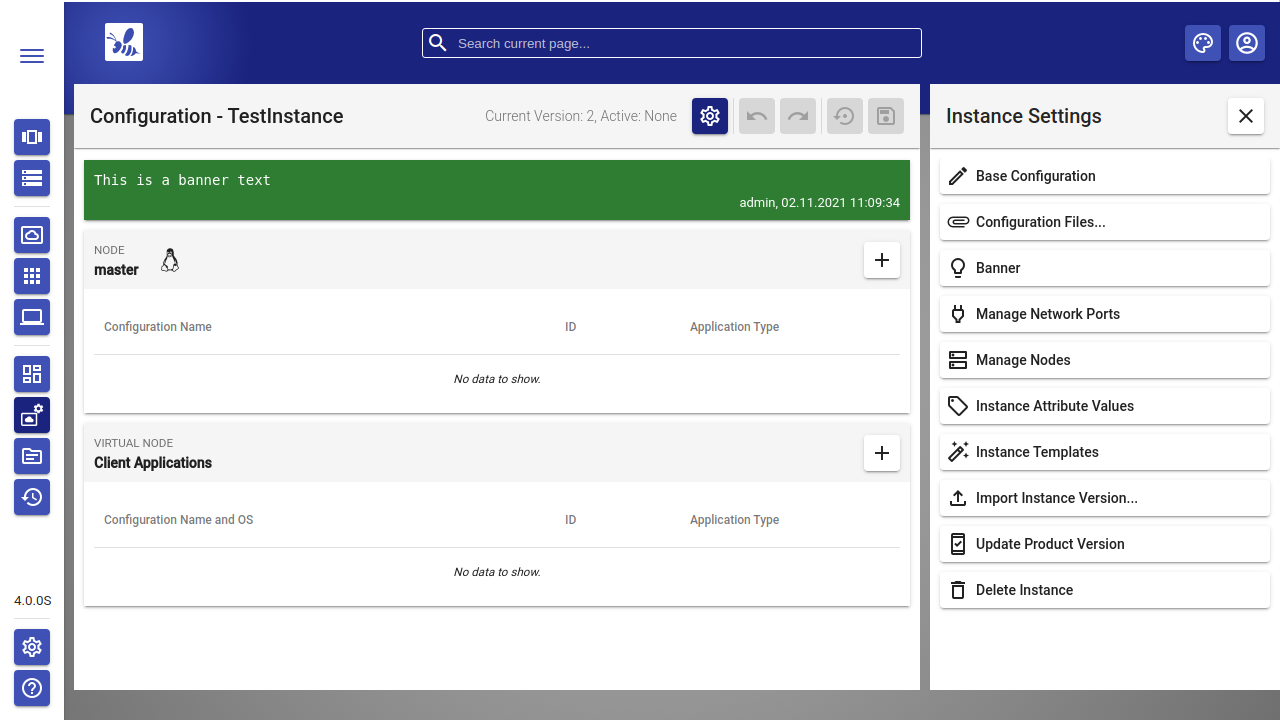 Search current page...
Configuration - TestInstance
Current Version: 2, Active: None
This is a banner text
admin, 02.11.2021 11:09:34
NODE
master
Configuration Name ID Application Type
No data to show.
VIRTUAL NODE
Client Applications
Configuration Name and OS ID Application Type
No data to show.
Instance Settings
Base Configuration
Configuration Files...
Banner
Manage Network Ports
Manage Nodes
Instance Attribute Values
Instance Templates
Import Instance Version...
Update Product Version
Delete Instance
4.0.0S